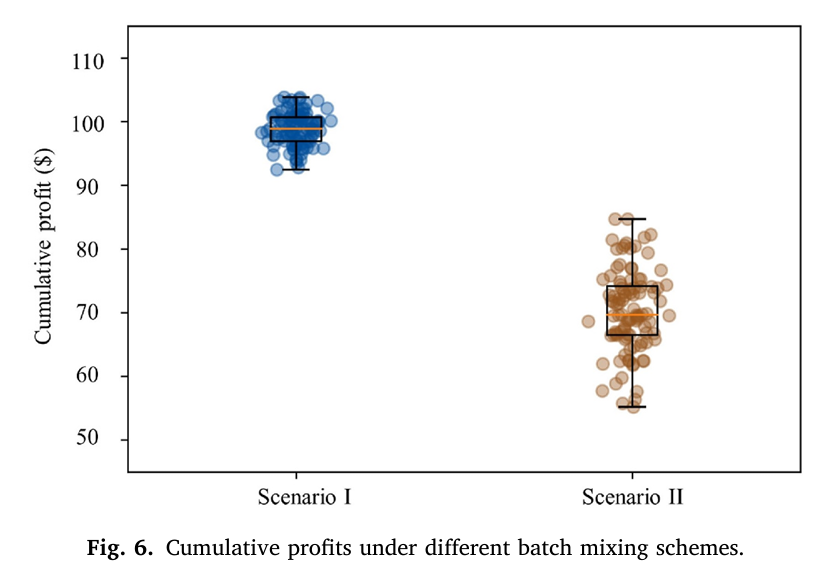 110
100
90
80
70
60
50
Cumulative profit ($)
Scenario I
Scenario II
Fig. 6. Cumulative profits under different batch mixing schemes.